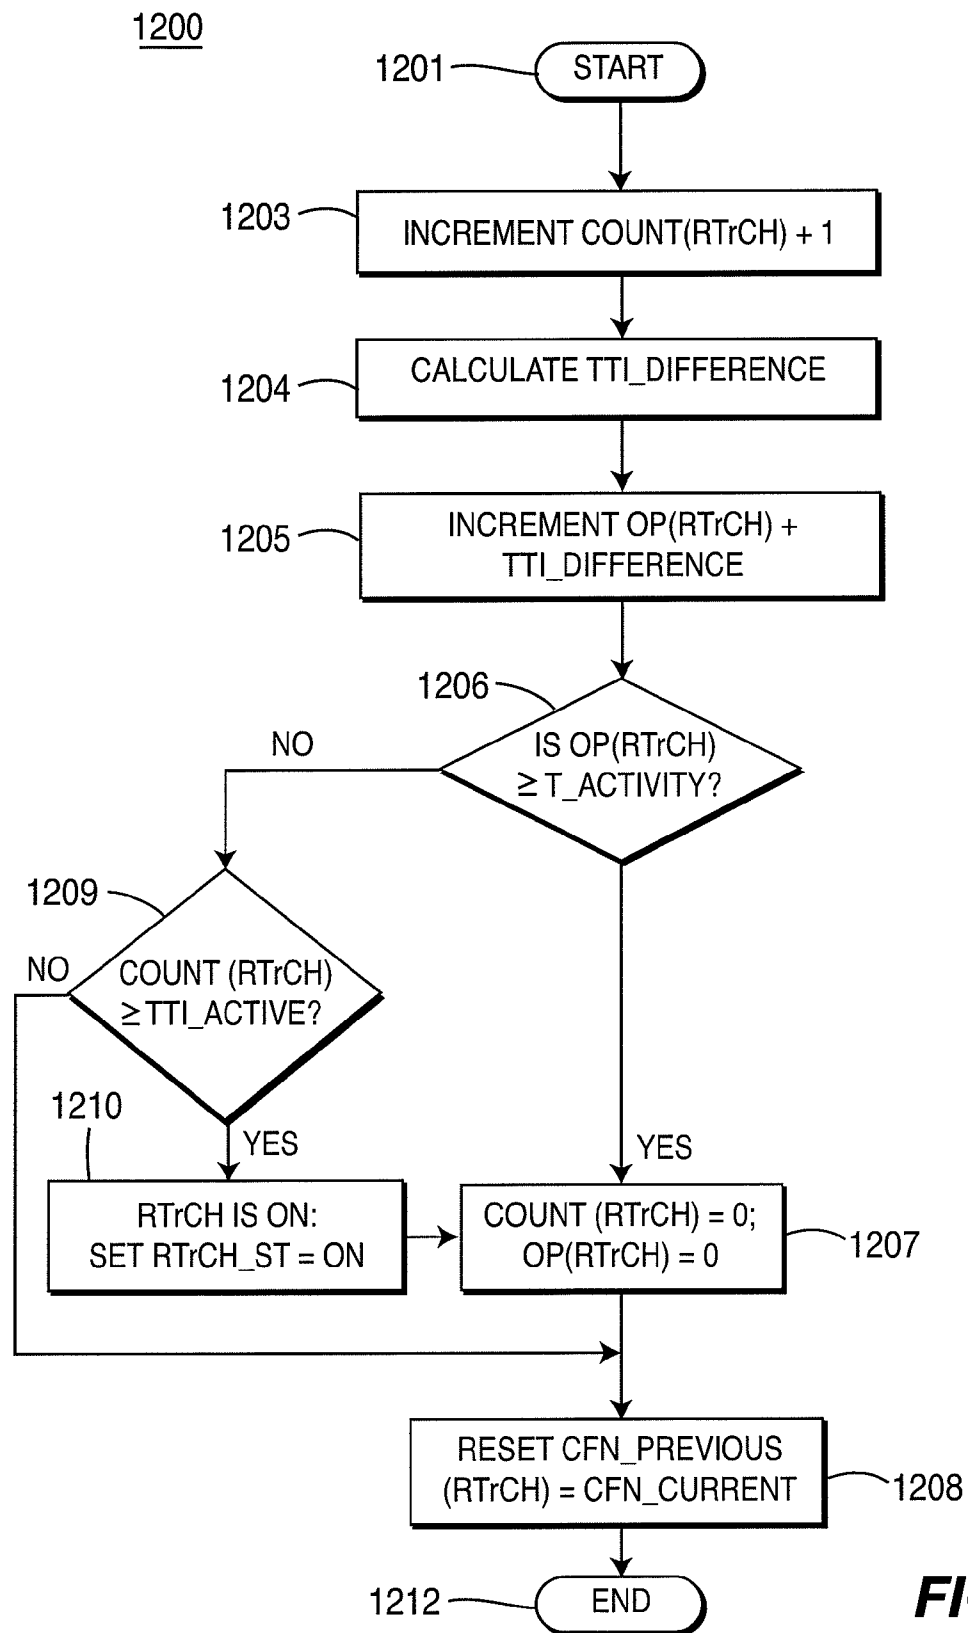 1200
1201
START
1203
INCREMENT COUNT(RTrCH) + 1
1204
CALCULATE TTI_DIFFERENCE
1205
INCREMENT OP(RTrCH) +
TTI_DIFFERENCE
1206
IS OP(RTrCH)
≥ T_ACTIVITY?
NO
1209
NO
COUNT (RTrCH)
≥ TTI_ACTIVE?
1210
YES
YES
RTrCH IS ON:
SET RTrCH_ST = ON
COUNT (RTrCH) = 0;
OP(RTrCH) = 0
1207
RESET CFN_PREVIOUS
(RTrCH) = CFN_CURRENT
1208
1212
END